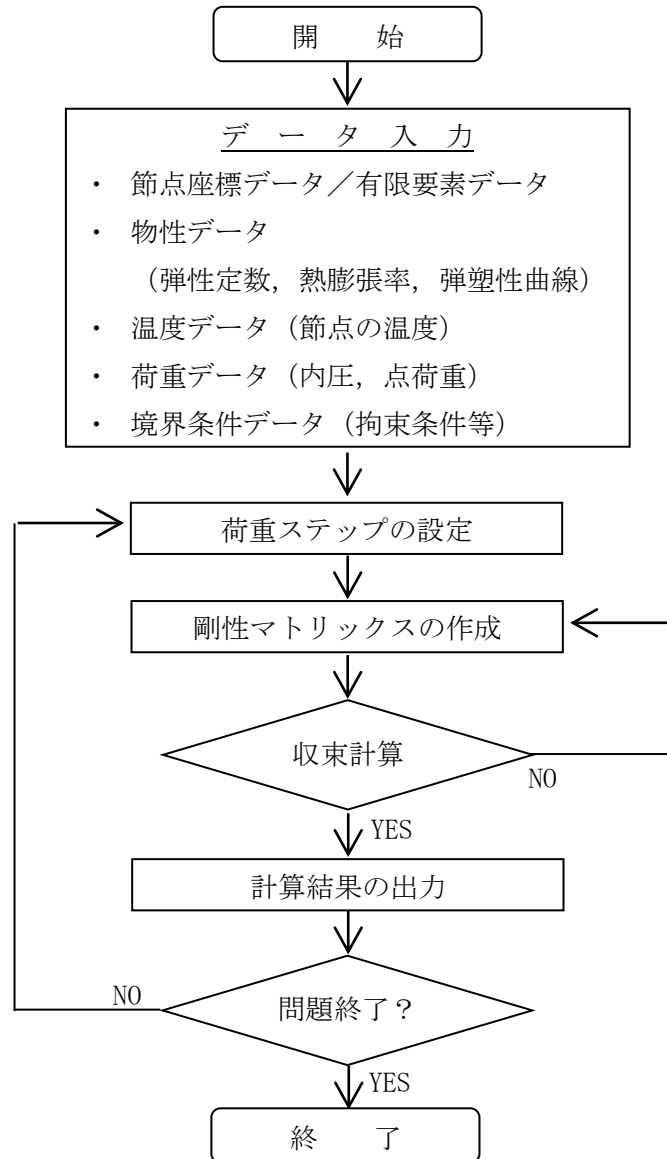 開　　始
デ　ー　タ　入　力
・ 節点座標データ／有限要素データ
・ 物性データ
（弾性定数，熱膨張率，弾塑性曲線）
・ 温度データ（節点の温度）
・ 荷重データ（内圧，点荷重）
・ 境界条件データ（拘束条件等）
荷重ステップの設定
剛性マトリックスの作成
収束計算
NO
YES
計算結果の出力
NO
問題終了？
YES
終　　了